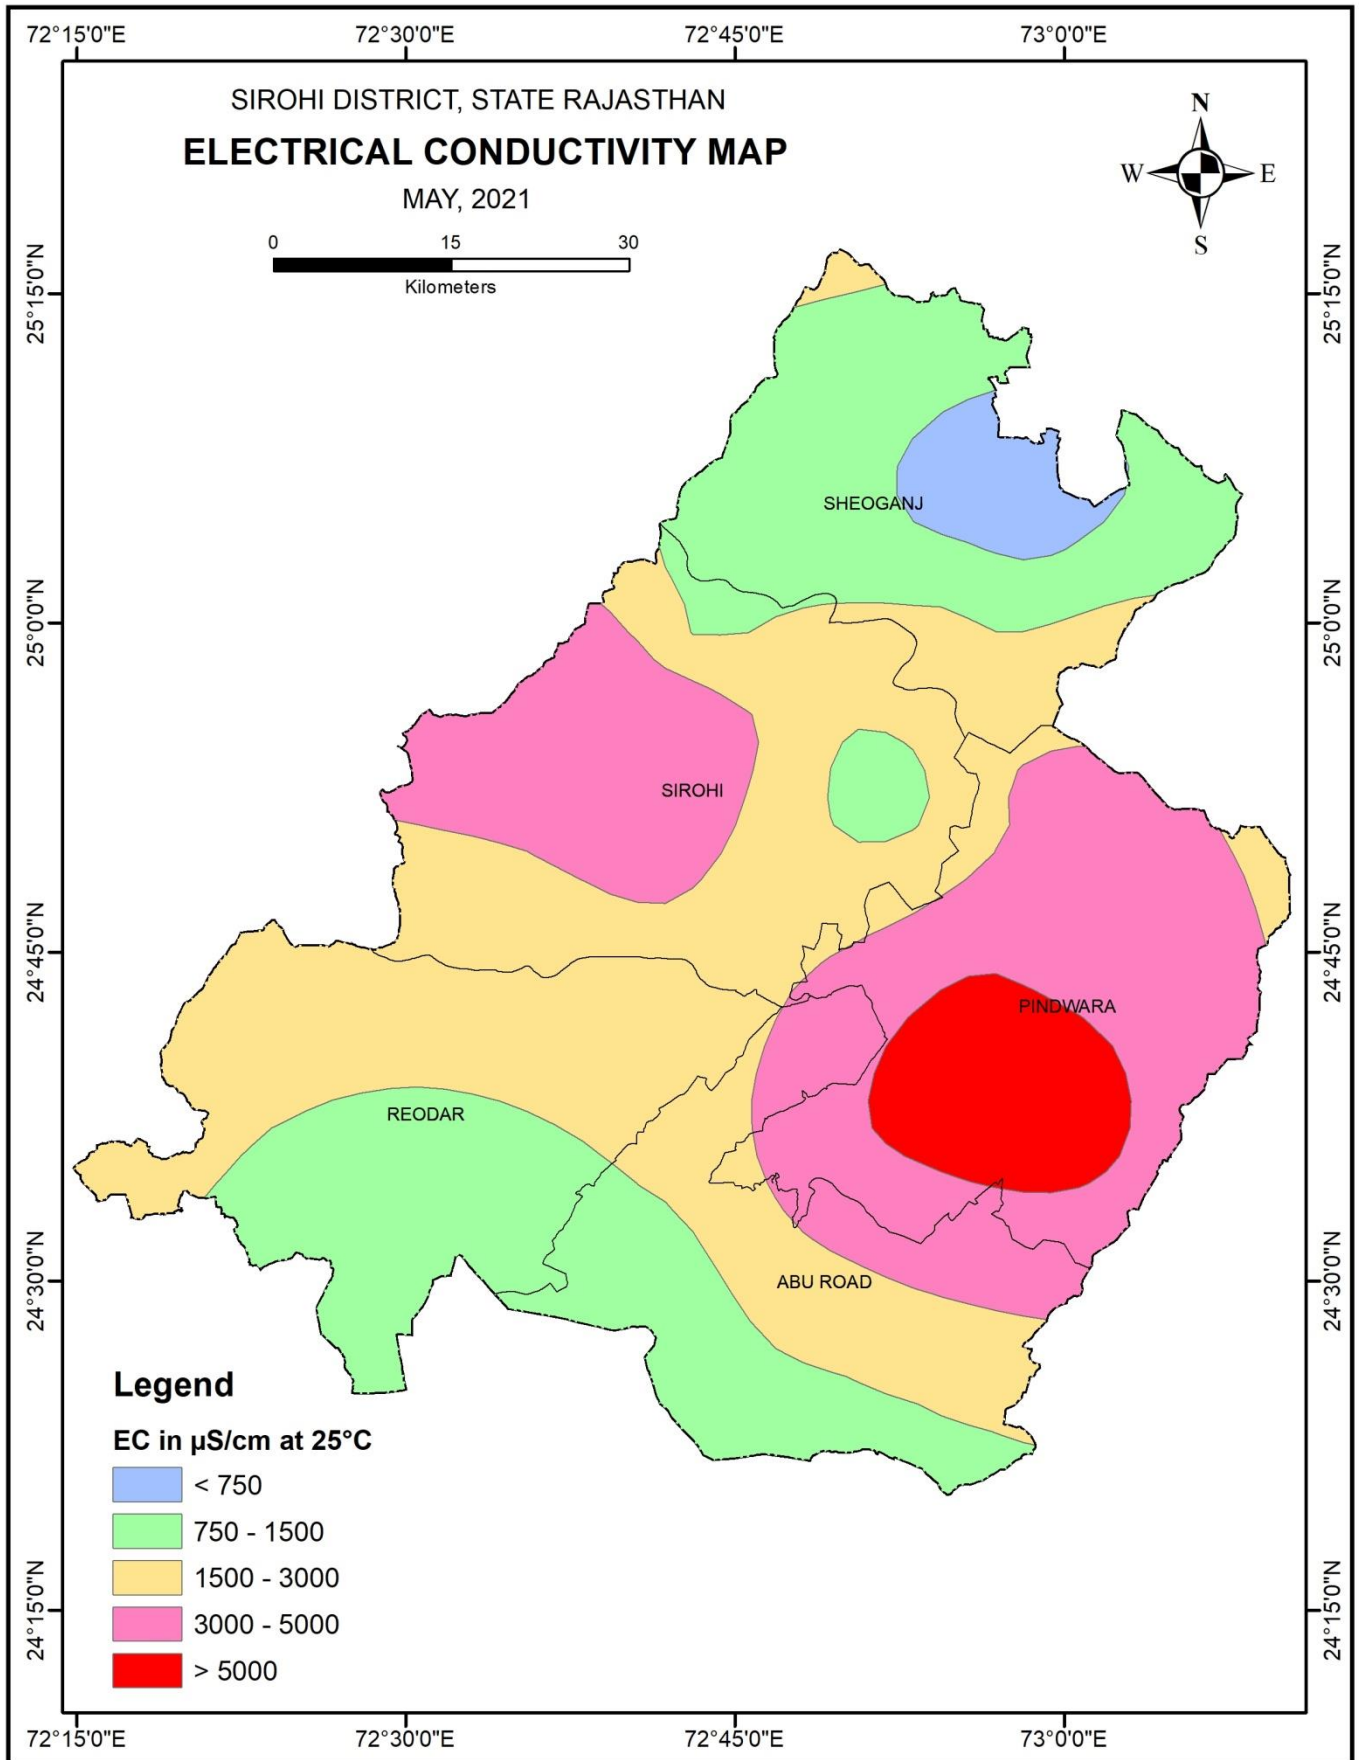 72°15'0"E 72°30'0"E 72°45'0"E 73°0'0"E
SIROHI DISTRICT, STATE RAJASTHAN
ELECTRICAL CONDUCTIVITY MAP
MAY, 2021
0 15 30
Kilometers
N
W E
S
25°15'0"N 25°15'0"N
SHEOGANJ
25°0'0"N 25°0'0"N
SIROHI
24°45'0"N 24°45'0"N
PINDWARA
REODAR
24°30'0"N 24°30'0"N
ABU ROAD
Legend
EC in µS/cm at 25°C
< 750
750 - 1500
1500 - 3000
3000 - 5000
> 5000
24°15'0"N 24°15'0"N
72°15'0"E 72°30'0"E 72°45'0"E 73°0'0"E